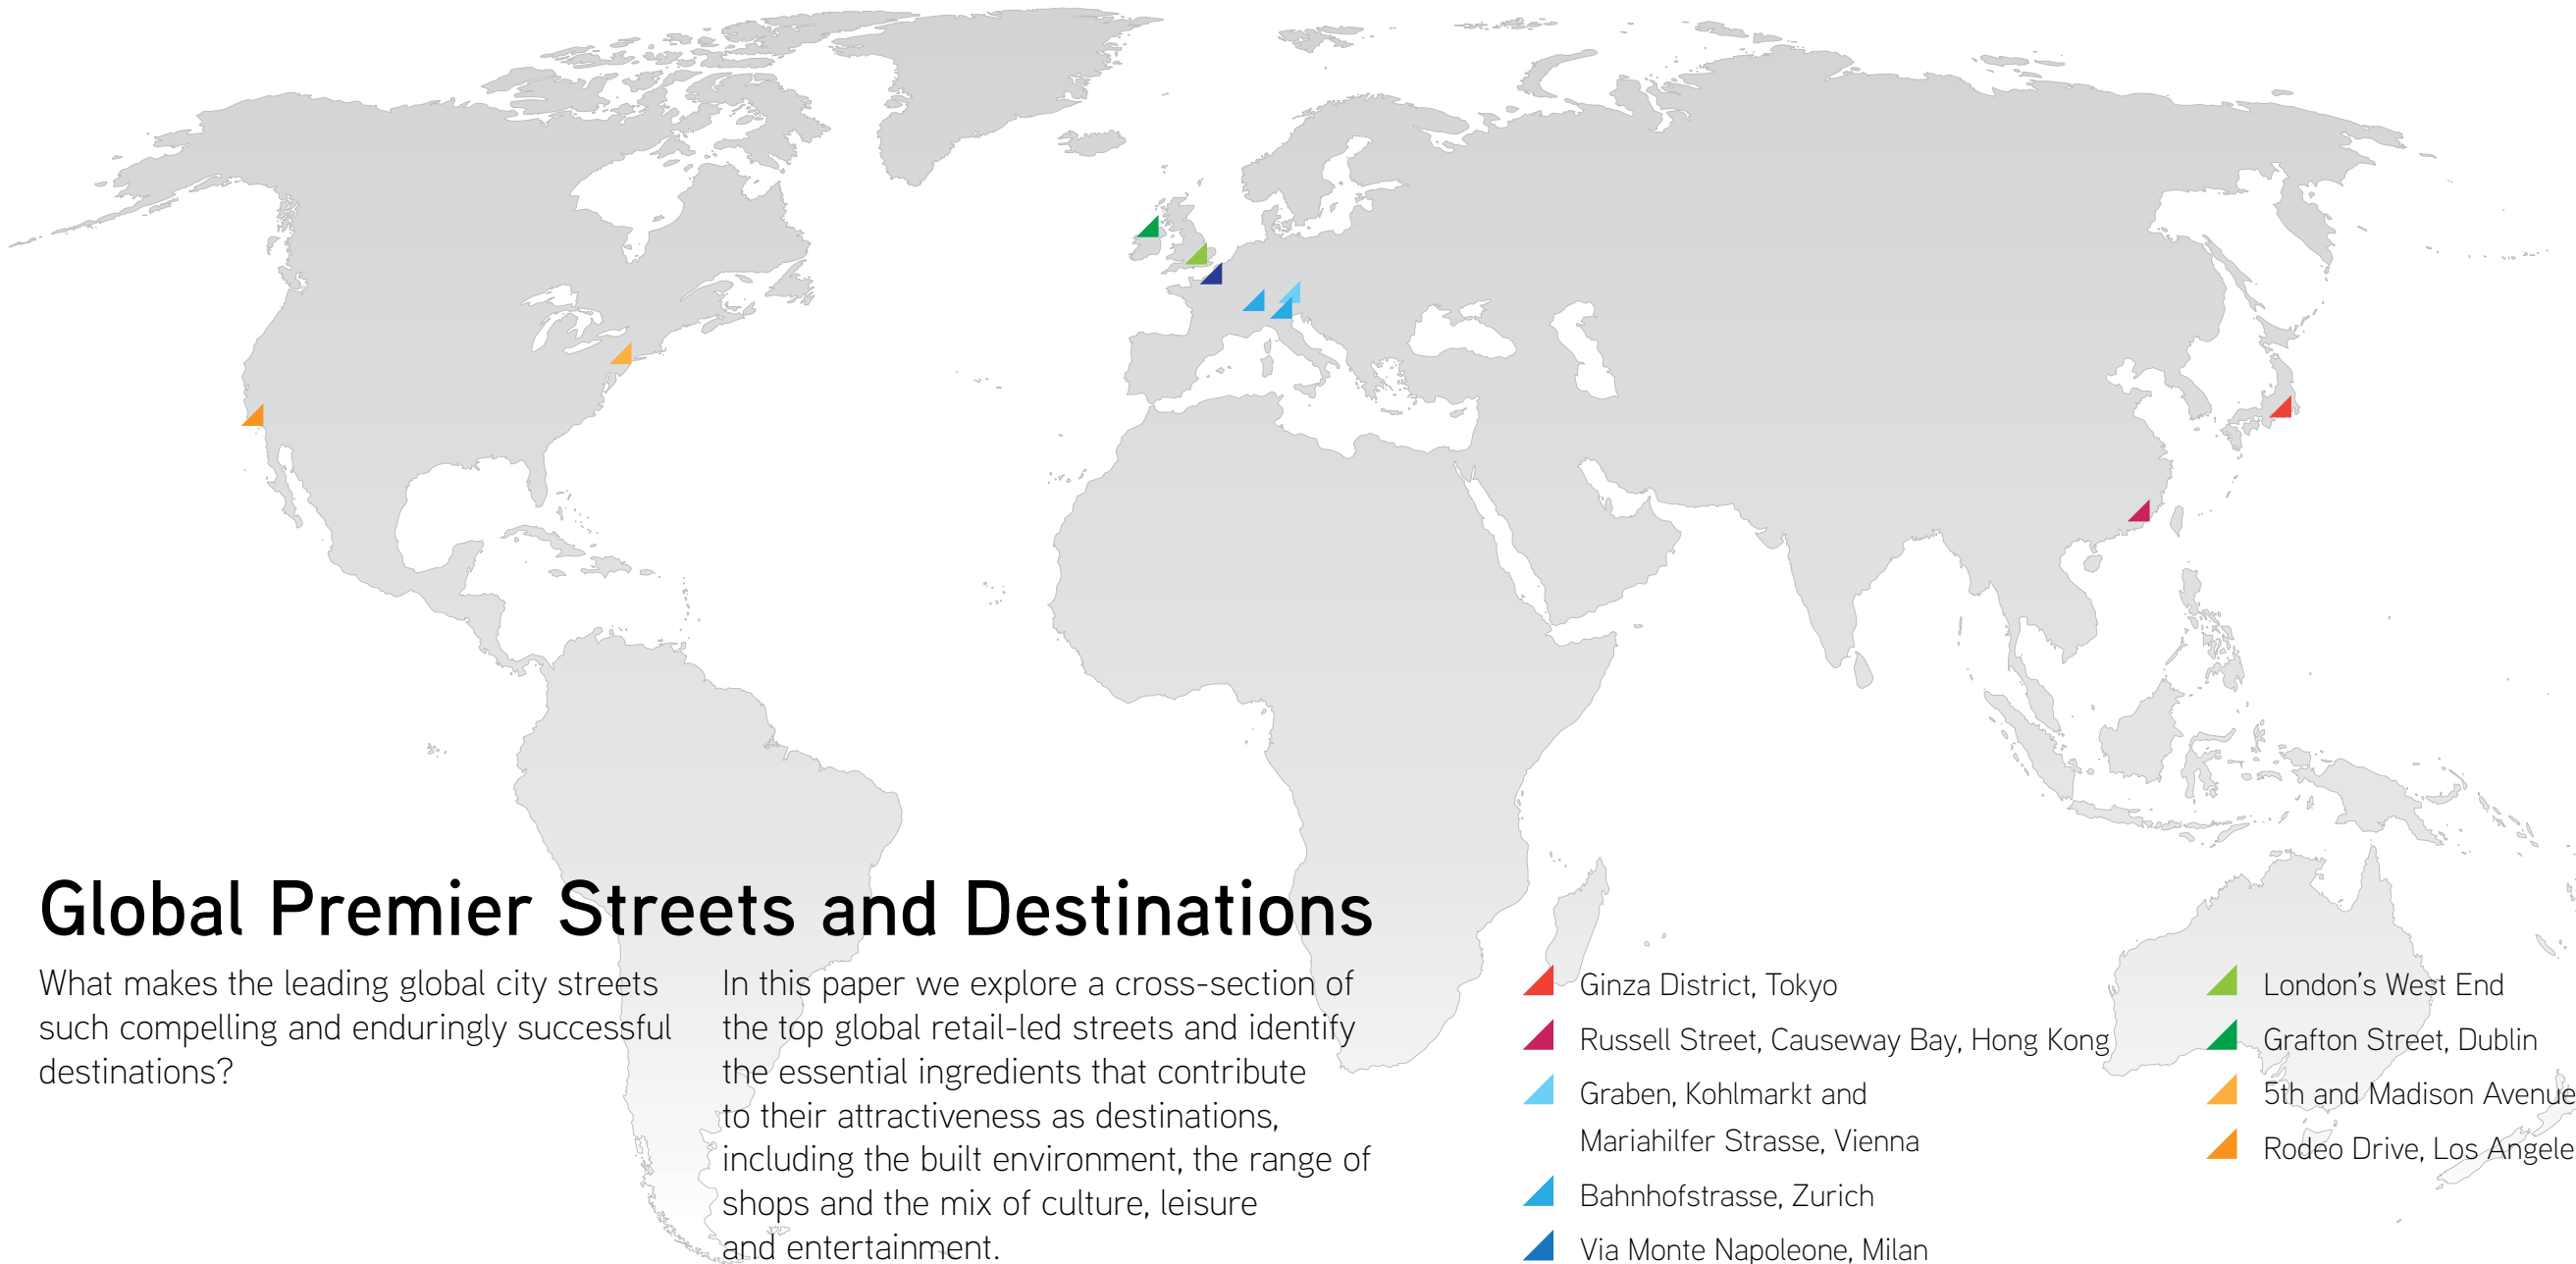 Global Premier Streets and Destinations
What makes the leading global city streets
such compelling and enduringly successful
destinations?
In this paper we explore a cross-section of
the top global retail-led streets and identify
the essential ingredients that contribute
to their attractiveness as destinations,
including the built environment, the range of
shops and the mix of culture, leisure
and entertainment.
Ginza District, Tokyo
Russell Street, Causeway Bay, Hong Kong
Graben, Kohlmarkt and
Mariahilfer Strasse, Vienna
Bahnhofstrasse, Zurich
Via Monte Napoleone, Milan
London's West End
Grafton Street, Dublin
5th and Madison Avenue
Rodeo Drive, Los Angele